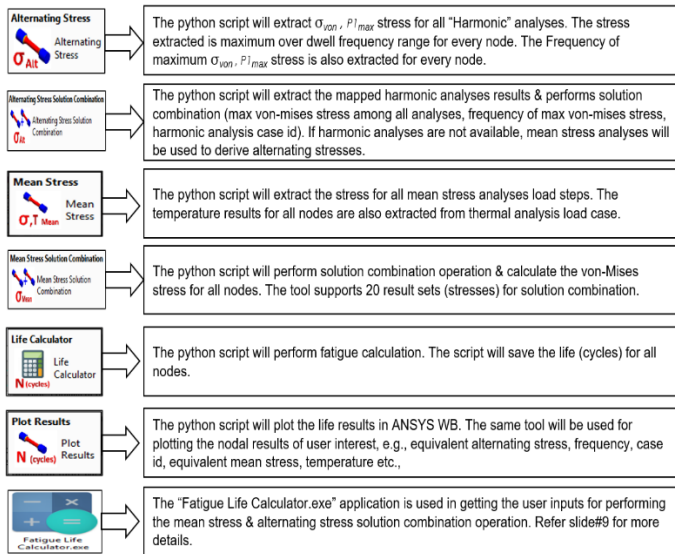 Alternating Stress
Alternating
Stress
σAlt
The python script will extract σvon, P1max stress for all “Harmonic” analyses. The stress
extracted is maximum over dwell frequency range for every node. The Frequency of
maximum σvon, P1max stress is also extracted for every node.
Alternating Stress Solution Combination
Alternating Stress Solution
Combination
σAlt
The python script will extract the mapped harmonic analyses results & performs solution
combination (max von-mises stress among all analyses, frequency of max von-mises stress,
harmonic analysis case id). If harmonic analyses are not available, mean stress analyses will
be used to derive alternating stresses.
Mean Stress
Mean
Stress
σ,T Mean
The python script will extract the stress for all mean stress analyses load steps. The
temperature results for all nodes are also extracted from thermal analysis load case.
Mean Stress Solution Combination
Mean Stress Solution
Combination
σMean
The python script will perform solution combination operation & calculate the von-Mises
stress for all nodes. The tool supports 20 result sets (stresses) for solution combination.
Life Calculator
Life
Calculator
N (cycles)
The python script will perform fatigue calculation. The script will save the life (cycles) for all
nodes.
Plot Results
Plot
Results
N (cycles)
The python script will plot the life results in ANSYS WB. The same tool will be used for
plotting the nodal results of user interest, e.g., equivalent alternating stress, frequency, case
id, equivalent mean stress, temperature etc.,
Fatigue Life
Calculator.exe
The “Fatigue Life Calculator.exe” application is used in getting the user inputs for performing
the mean stress & alternating stress solution combination operation. Refer slide#9 for more
details.